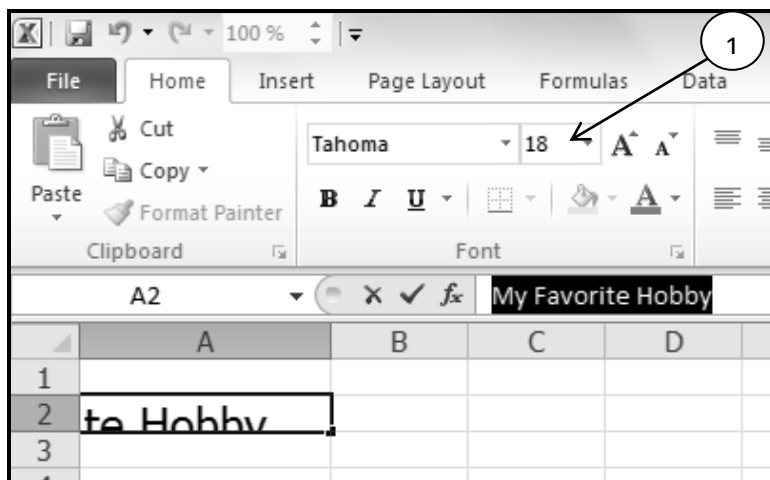 X 100 %
1
File Home Insert Page Layout Formulas Data
Cut
Tahoma 18 A A
Copy
Paste
B I U A
Format Painter
Clipboard Font
A2 fx My Favorite Hobby
A B C D
1
2 te Hobby
3